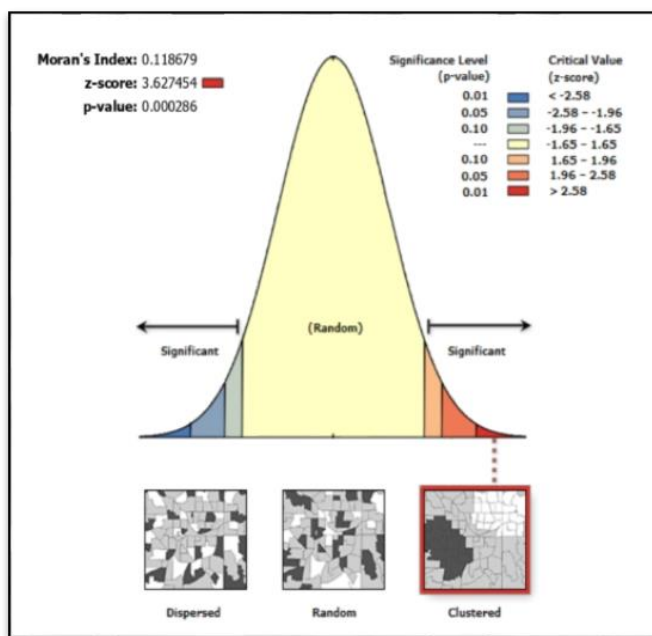 Moran's Index: 0.118679
z-score: 3.627454
p-value: 0.000286
Significance Level
(p-value)
Critical Value
(z-score)
0.01 < -2.58
0.05 -2.58 – -1.96
0.10 -1.96 – -1.65
--- -1.65 – 1.65
0.10 1.65 – 1.96
0.05 1.96 – 2.58
0.01 > 2.58
(Random)
Significant
Significant
Dispersed
Random
Clustered